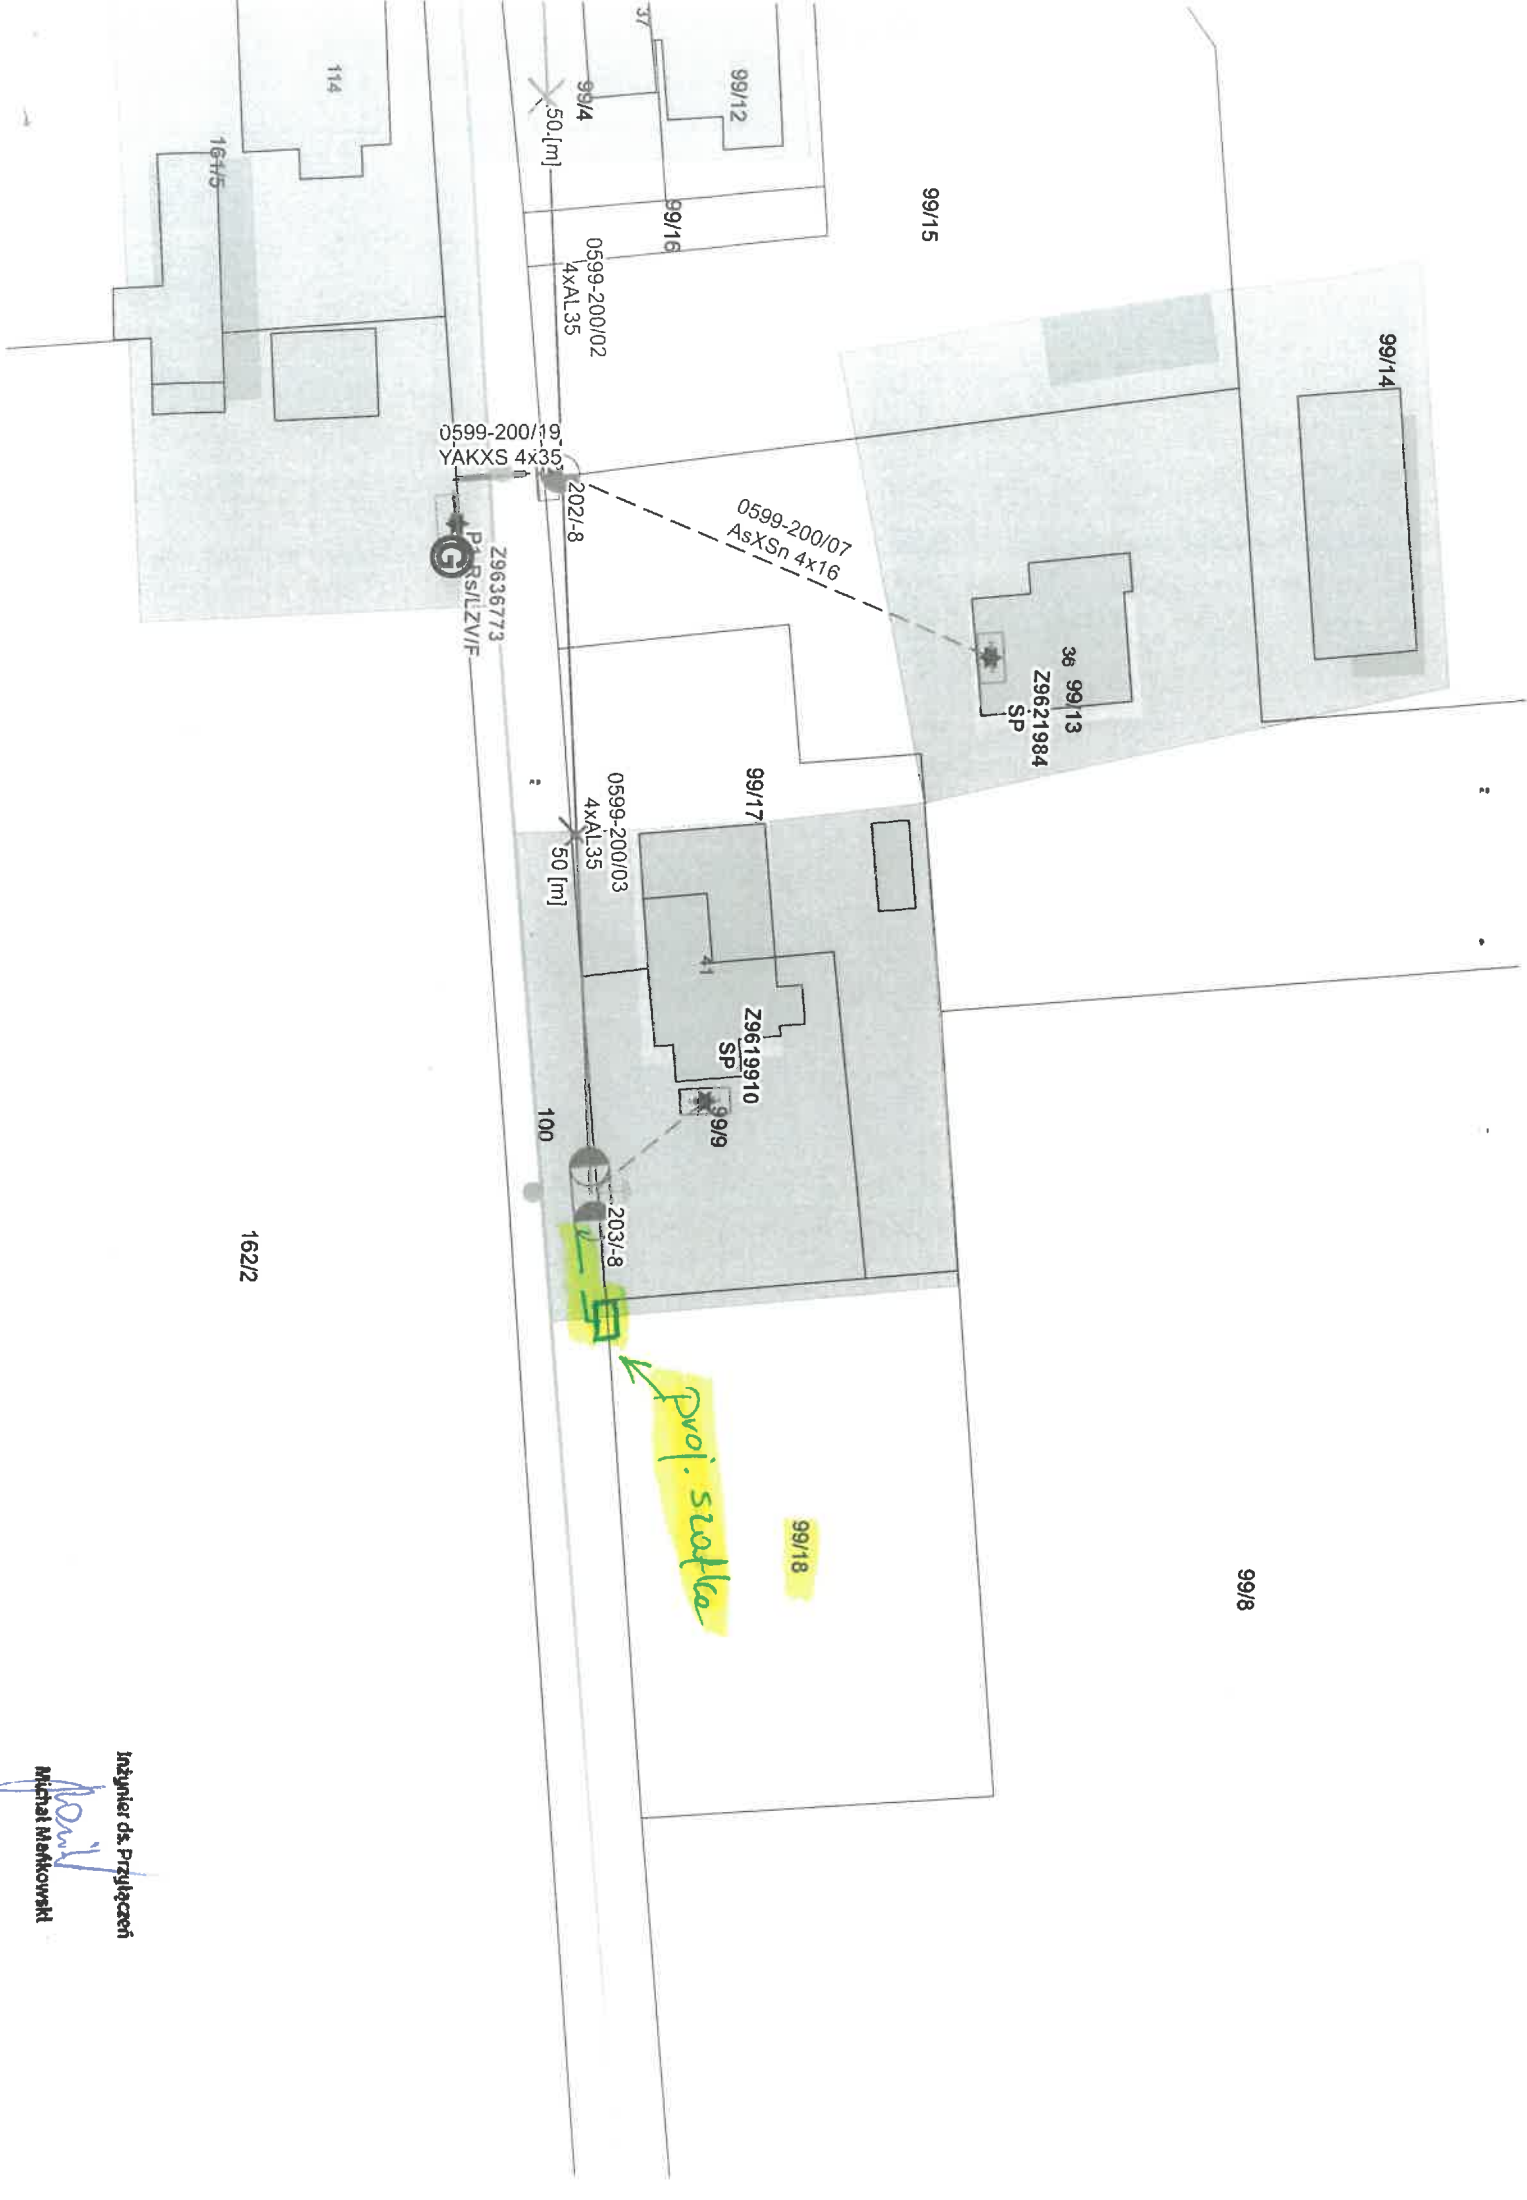 37
99/12
114
99/4
50 [m]
161/5
99/16
99/15
0599-200/02
4xAL35
99/14
0599-200/19
YAKXS 4x35
202/-8
0599-200/07
AsXSn 4x16
Z9636773
P1-Rs/LZV/F
G
36 99/13
Z9621984
SP
99/17
0599-200/03
4xAL35
50 [m]
41
Z9619910
SP
99/9
100
203/-8
162/2
proj. szafka
99/18
99/8
Inżynier ds. Przyłączeń
Michał Mańkowski